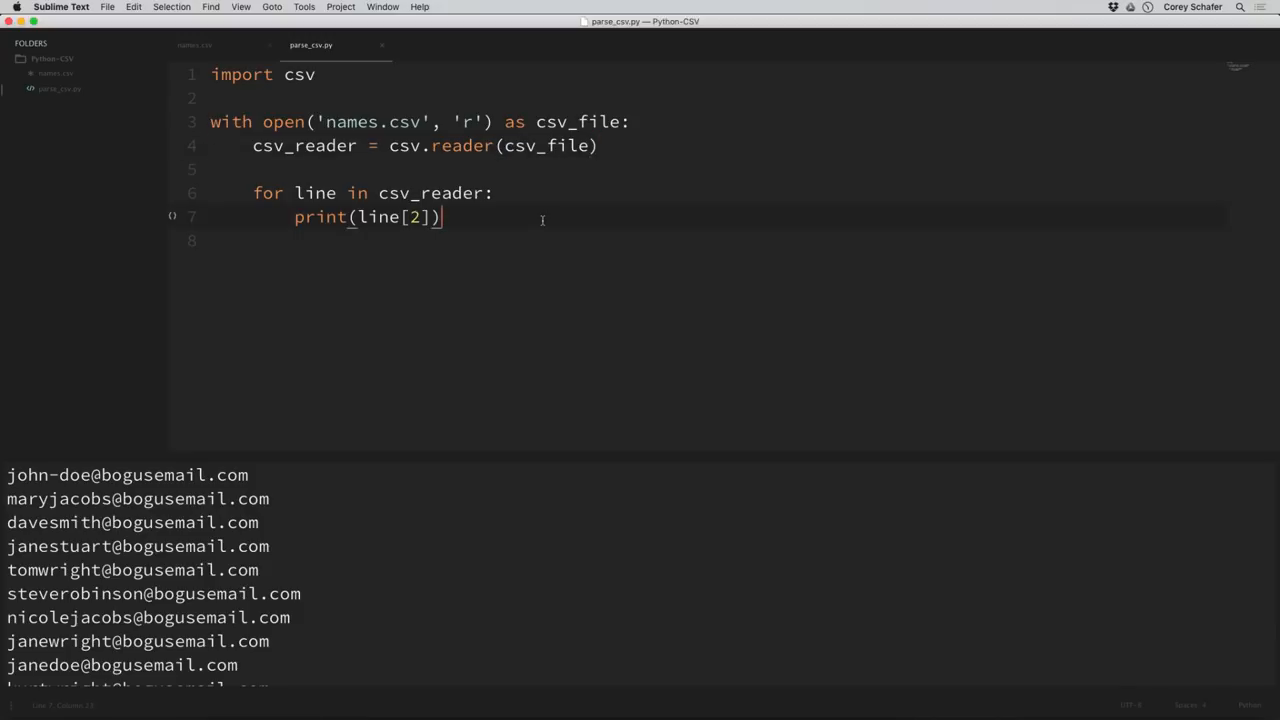 Sublime Text File Edit Selection Find View Goto Tools Project Window Help Corey Schafer
parse_csv.py — Python-CSV
FOLDERS
Python-CSV
names.csv
parse_csv.py
names.csv × parse_csv.py ×
1 import csv
2
3 with open('names.csv', 'r') as csv_file:
4     csv_reader = csv.reader(csv_file)
5
6     for line in csv_reader:
7         print(line[2])
8
john-doe@bogusemail.com
maryjacobs@bogusemail.com
davesmith@bogusemail.com
janestuart@bogusemail.com
tomwright@bogusemail.com
steverobinson@bogusemail.com
nicolejacobs@bogusemail.com
janewright@bogusemail.com
janedoe@bogusemail.com
Line 7, Column 23 UTF-8 Spaces: 4 Python